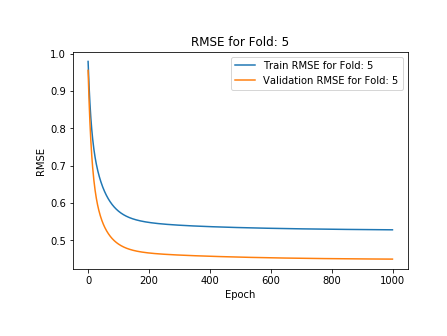 RMSE for Fold: 5
Train RMSE for Fold: 5
Validation RMSE for Fold: 5
RMSE
1.0
0.9
0.8
0.7
0.6
0.5
0 200 400 600 800 1000
Epoch